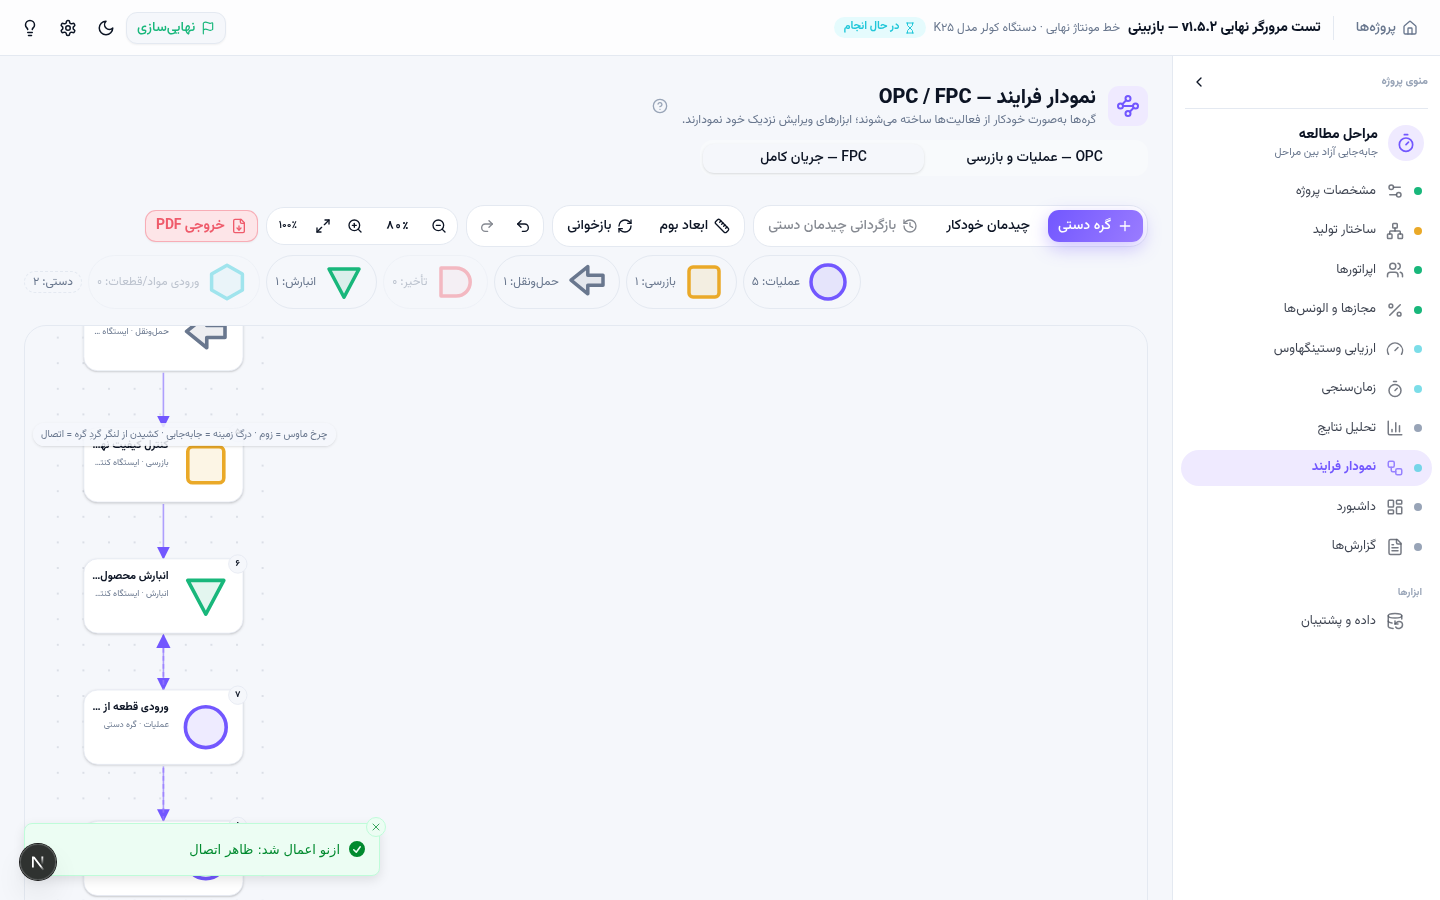 پروژه‌ها
تست مرورگر نهایی v۱.۵.۲ — بازبینی
خط مونتاژ نهایی · دستگاه کولر مدل K۲۵
در حال انجام
نهایی‌سازی
منوی پروژه
مراحل مطالعه
جابه‌جایی آزاد بین مراحل
مشخصات پروژه
ساختار تولید
اپراتورها
مجازها و الونس‌ها
ارزیابی وستینگهاوس
زمان‌سنجی
تحلیل نتایج
نمودار فرایند
داشبورد
گزارش‌ها
ابزارها
داده و پشتیبان
نمودار فرایند — OPC / FPC
گره‌ها به‌صورت خودکار از فعالیت‌ها ساخته می‌شوند؛ ابزارهای ویرایش نزدیک خود نمودارند.
OPC — عملیات و بازرسی
FPC — جریان کامل
گره دستی
چیدمان خودکار
بازگردانی چیدمان دستی
ابعاد بوم
بازخوانی
۸۰٪
۱۰۰٪
خروجی PDF
عملیات: ۵
بازرسی: ۱
حمل‌ونقل: ۱
تأخیر: ۰
انبارش: ۱
ورودی مواد/قطعات: ۰
دستی: ۲
حمل‌ونقل · ایستگاه ...
چرخ ماوس = زوم · درگ زمینه = جابه‌جایی · کشیدن از لنگر گرد گره = اتصال
کنترل کیفیت نه...
بازرسی · ایستگاه کنت...
۶
انبارش محصول...
انبارش · ایستگاه کنت...
۷
ورودی قطعه از ...
عملیات · گره دستی
ازنو اعمال شد: ظاهر اتصال
N